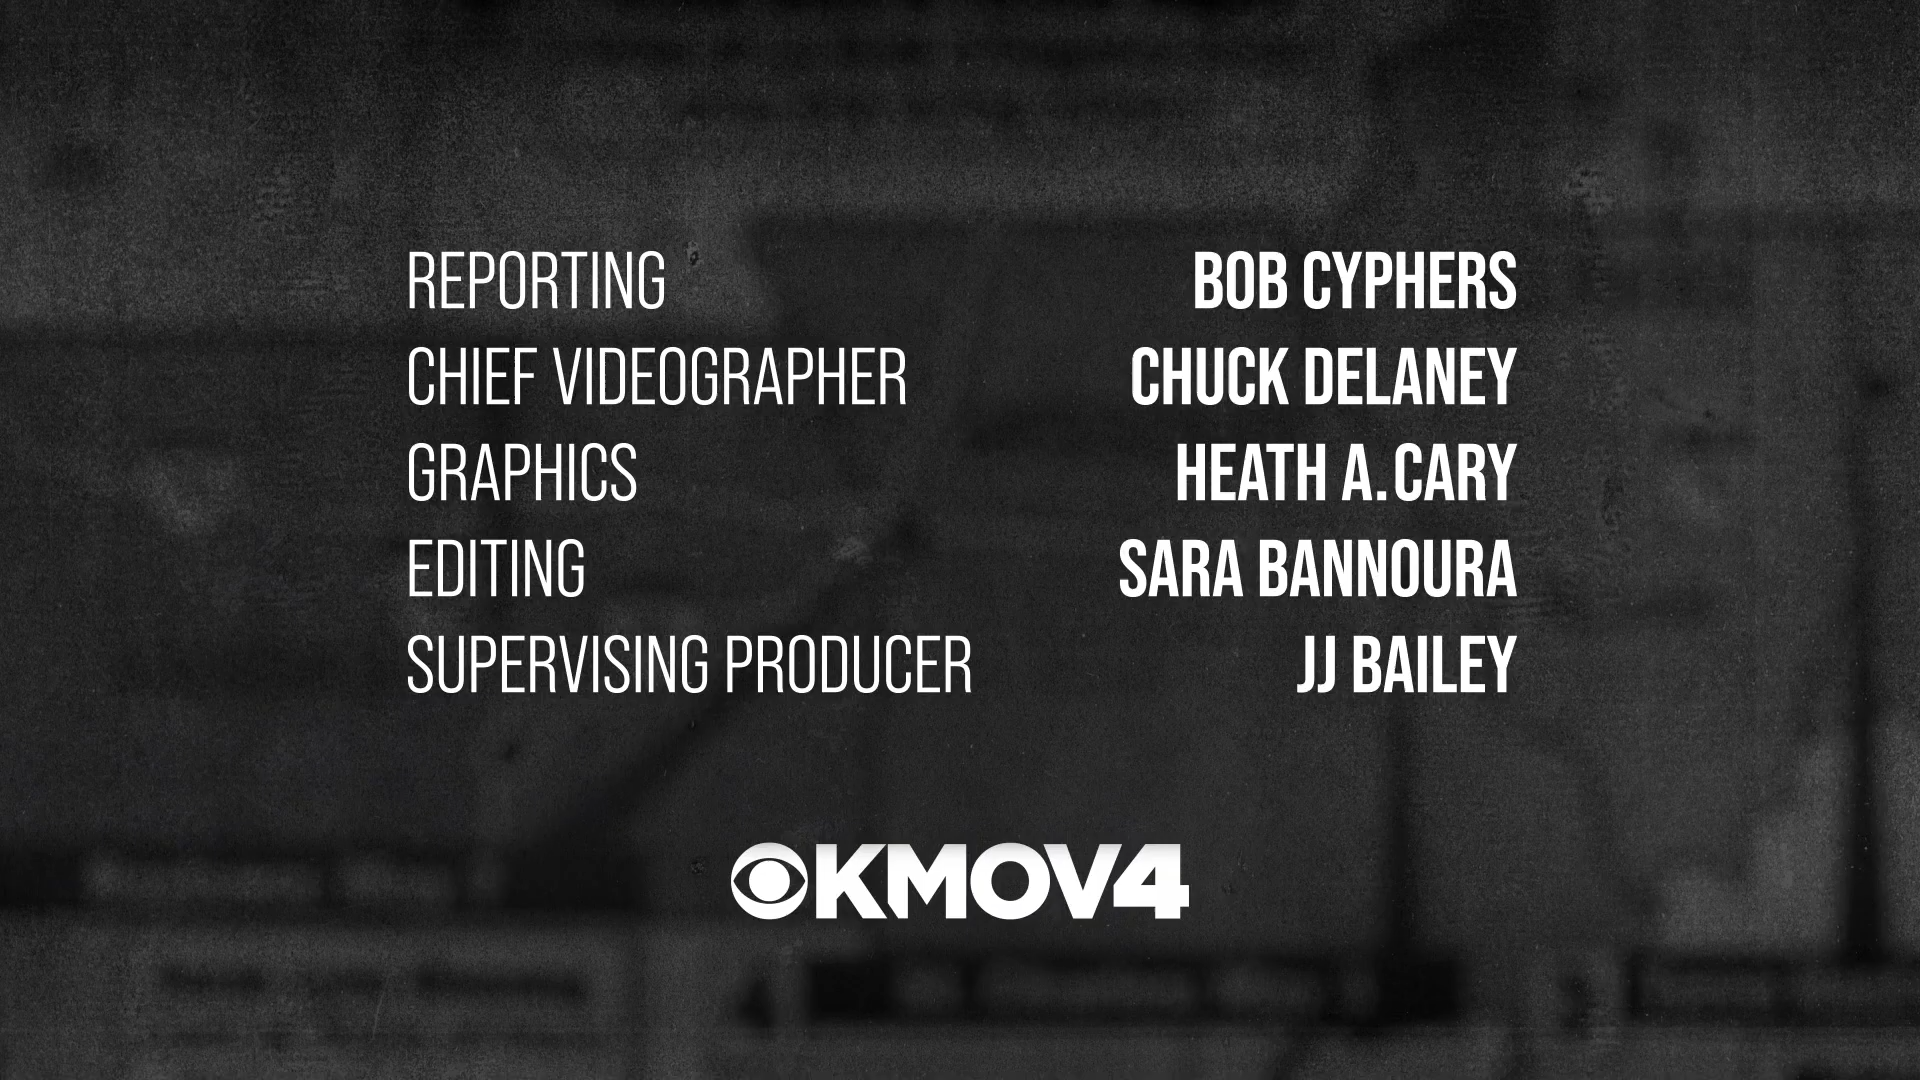 REPORTING BOB CYPHERS
CHIEF VIDEOGRAPHER CHUCK DELANEY
GRAPHICS HEATH A. CARY
EDITING SARA BANNOURA
SUPERVISING PRODUCER JJ BAILEY
KMOV4